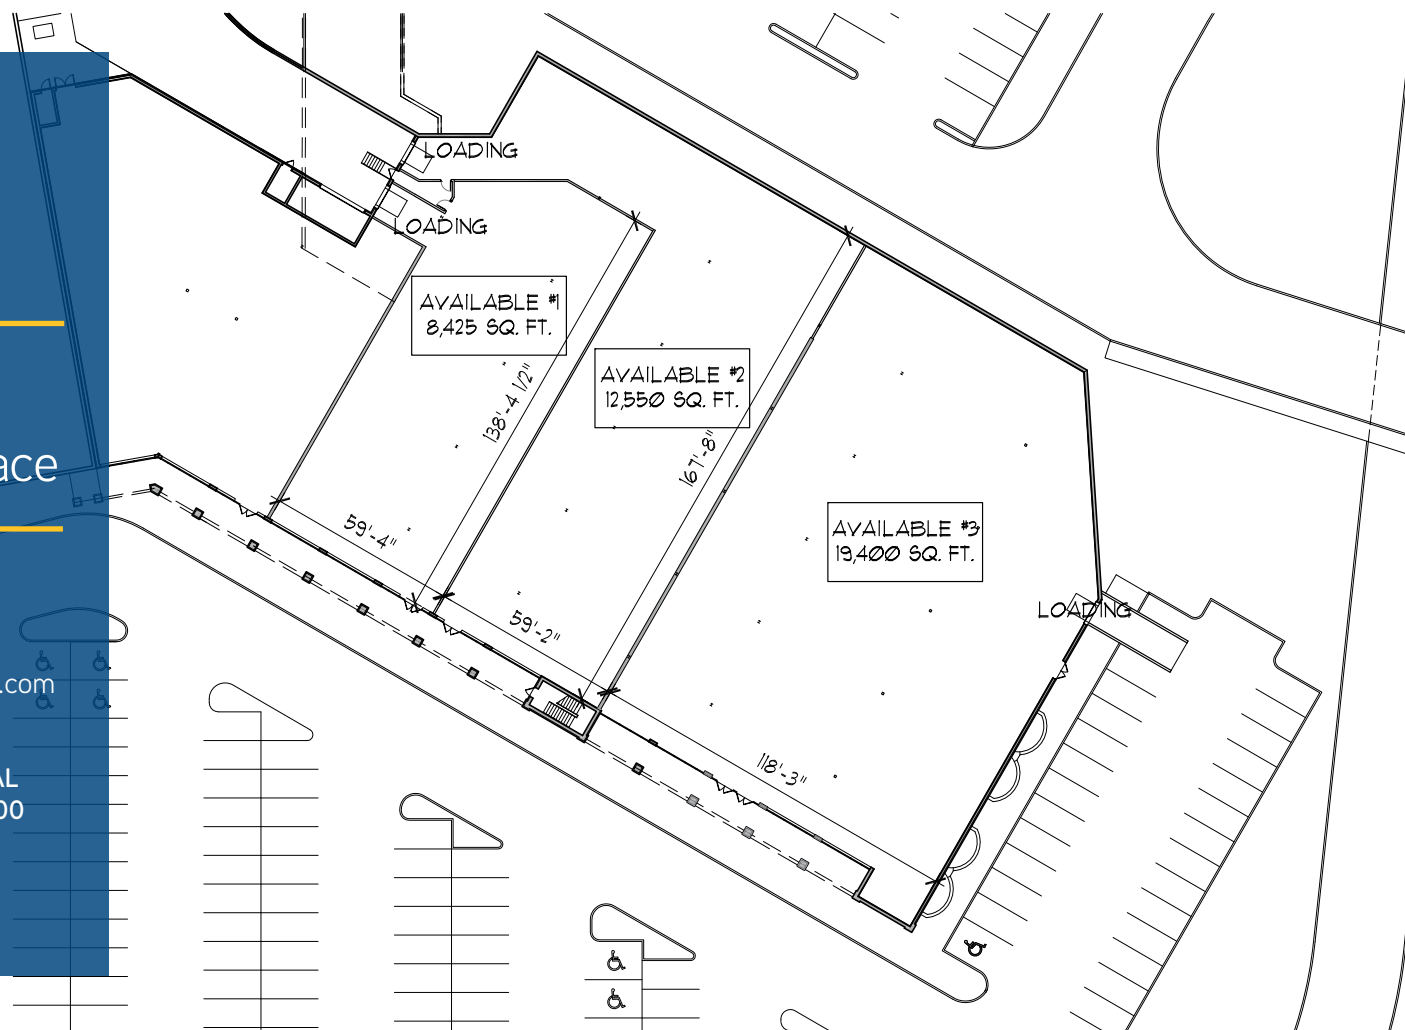 LOADING
LOADING
AVAILABLE #1
8,425 SQ. FT.
138'-4 1/2"
AVAILABLE #2
12,550 SQ. FT.
167'-8"
ace
AVAILABLE #3
19,400 SQ. FT.
59'-4"
59'-2"
LOADING
.com
118'-3"
AL
00